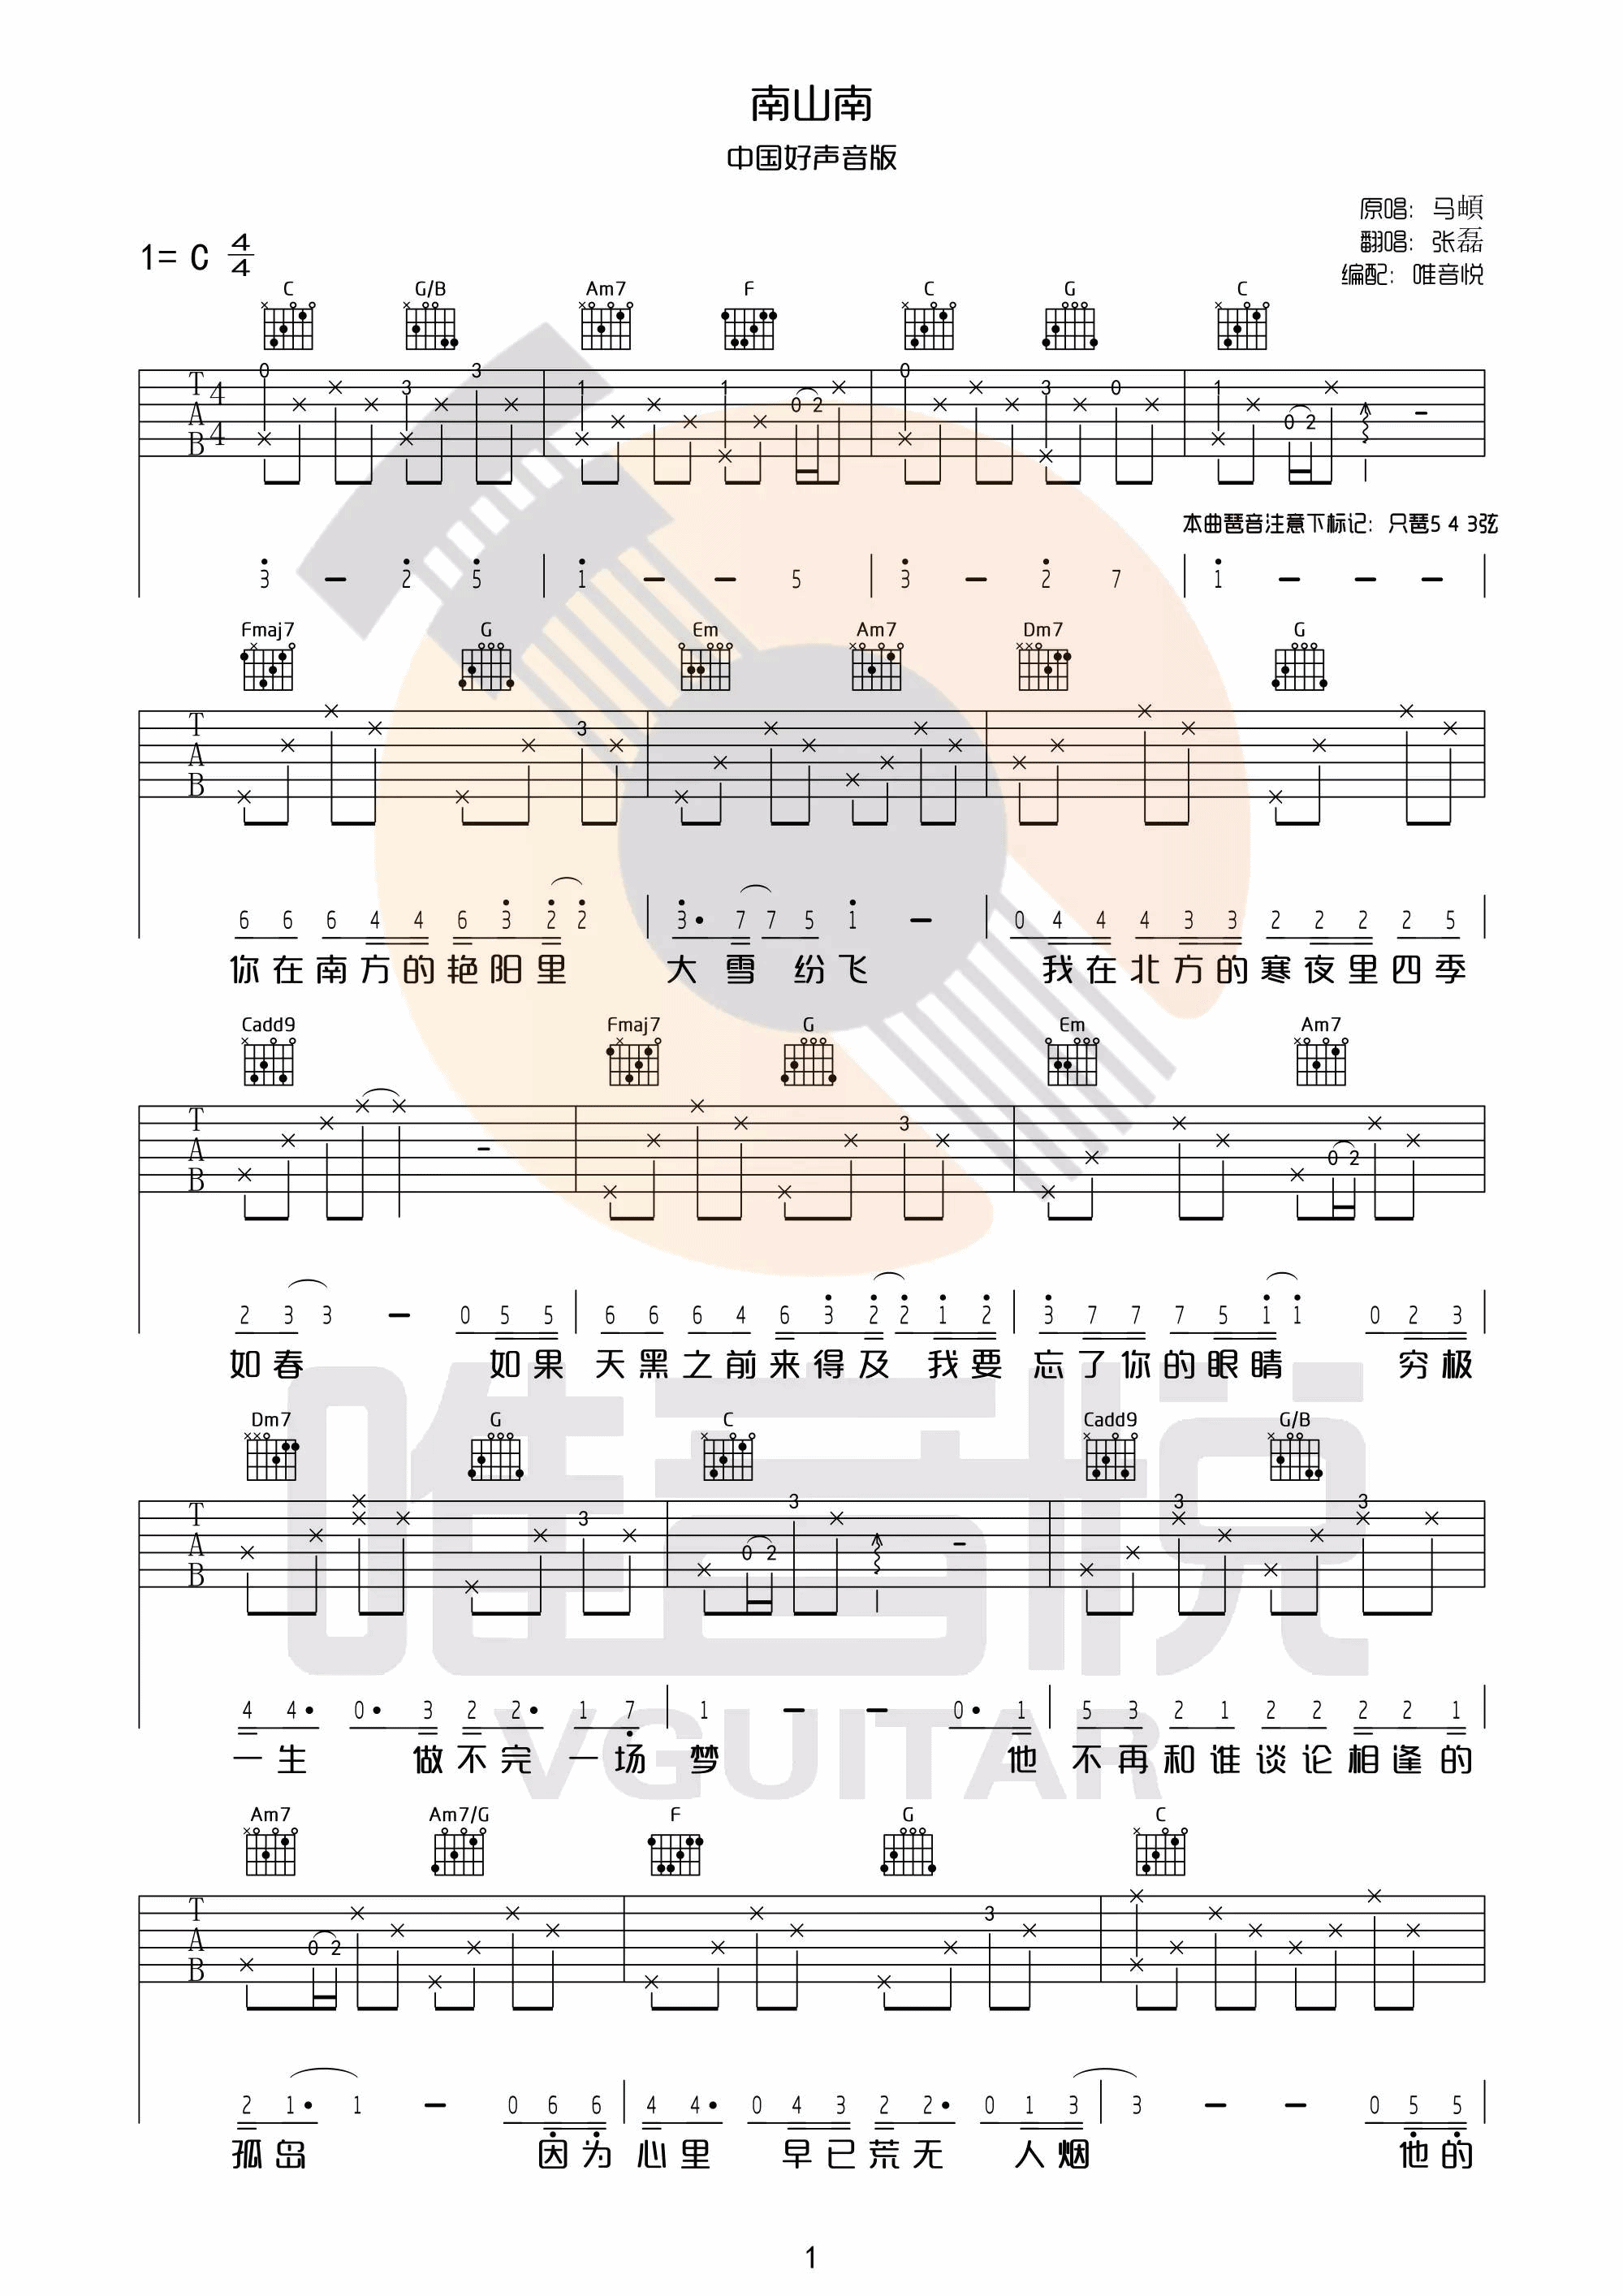 南山南
中国好声音版
原唱: 马頔
1= C 4/4
翻唱: 张磊
编配: 唯音悦
C G/B Am7 F C G C
T A B 4/4
本曲琶音注意下标记: 只琶5 4 3弦
3 – 2 5 1 – – 5 3 – 2 7 1 – – –
Fmaj7 G Em Am7 Dm7 G
T A B
6 6 6 4 4 6 3 2 2 3· 7 7 5 1 – 0 4 4 4 3 3 2 2 2 2 5
你在南方的艳阳里 大雪纷飞 我在北方的寒夜里四季
Cadd9 Fmaj7 G Em Am7
T A B
2 3 3 – 0 5 5 6 6 6 4 6 3 2 2 1 2 3 7 7 7 5 1 1 0 2 3
如春 如果 天黑之前来得及 我要 忘了你的眼睛 穷极
Dm7 G C Cadd9 G/B
T A B
4 4· 0· 3 2 2· 1 7 1 – – 0· 1 5 3 2 1 2 2 2 2 1
一生 做不完一场 梦 他 不再和谁谈论相逢的
唯音悦
VGUITAR
Am7 Am7/G F G C
T A B
2 1· 1 – 0 6 6 4 4· 0 4 3 2 2· 0 1 3 3 – – 0 5 5
孤岛 因为 心里 早已荒无 人烟 他的
1